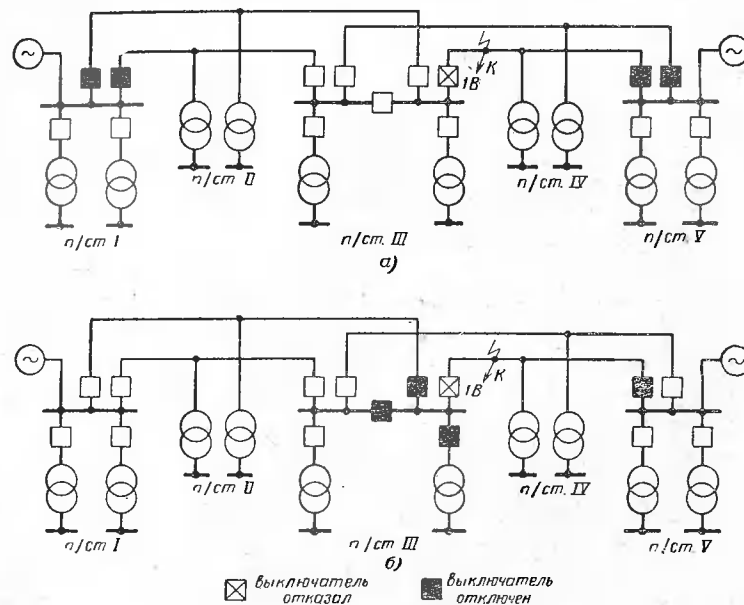 К
1В
п/ст II
п/ст IV
п/ст I
п/ст. III
п/ст. V
а)
К
1В
п/ст II
п/ст. IV
п/ст I
п/ст III
п/ст V
б)
выключатель отказал
выключатель отключен